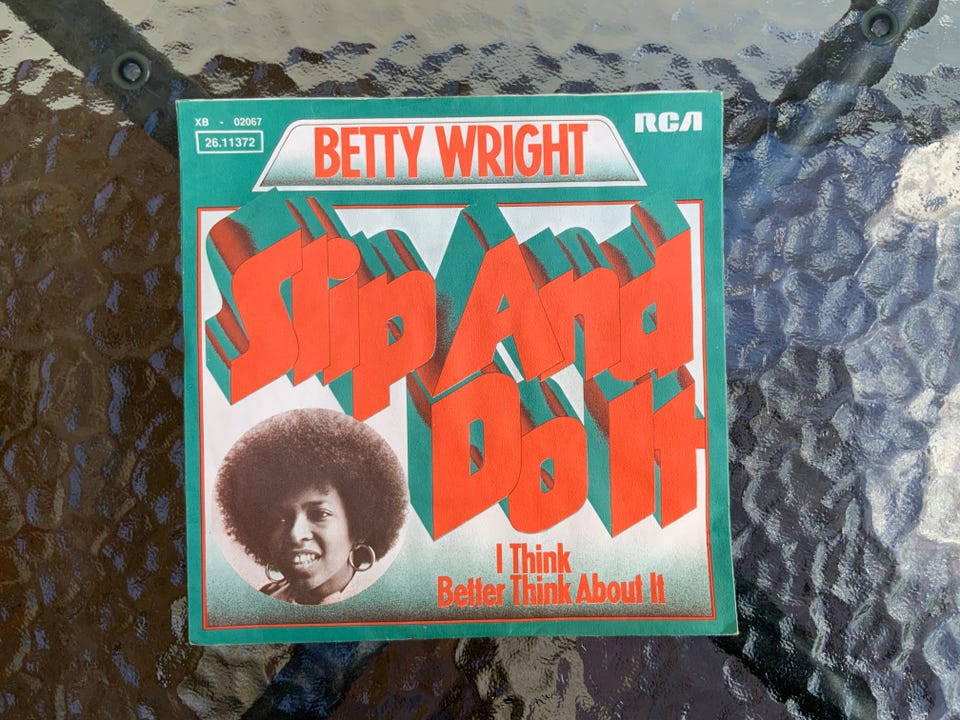 XB - 02067
26.11372
BETTY WRIGHT
RCA
Slip And
Do It
I Think
Better Think About It